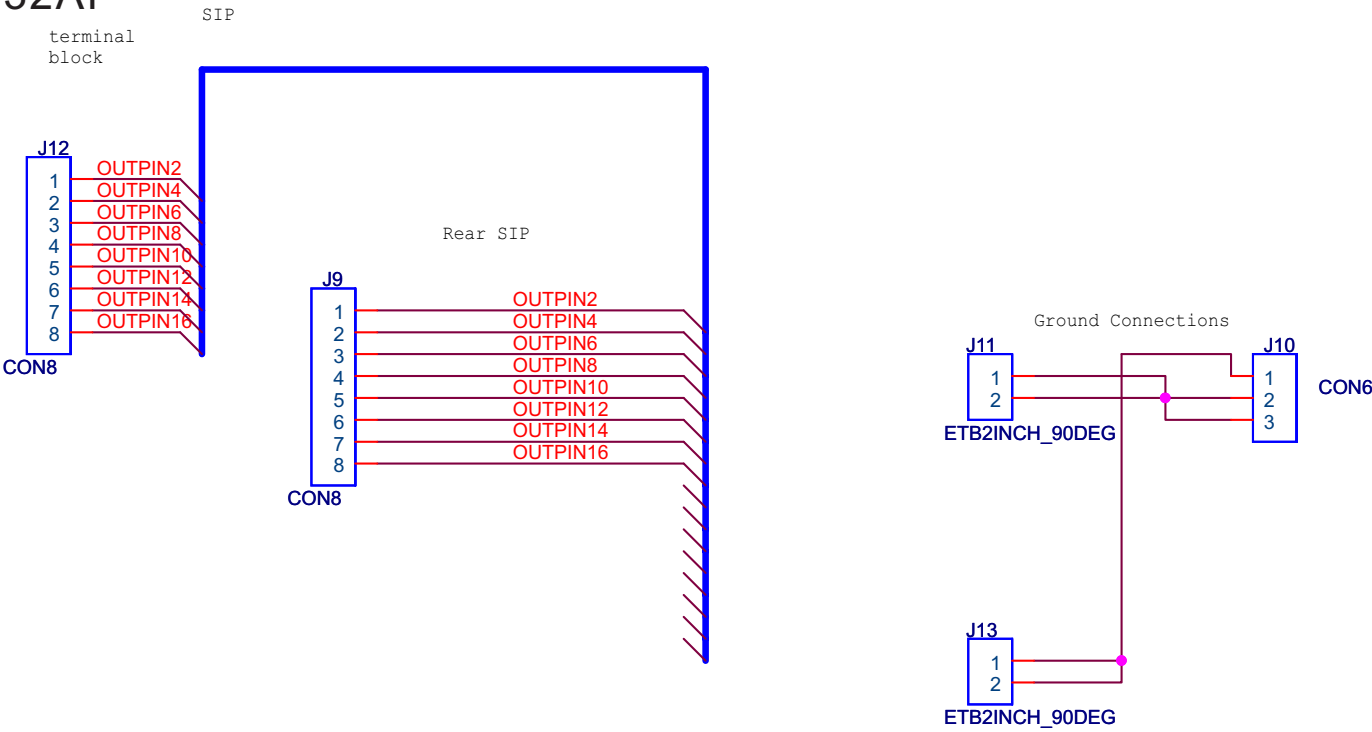 SIP
terminal
block
J12
1 OUTPIN2
2 OUTPIN4
3 OUTPIN6
4 OUTPIN8
5 OUTPIN10
6 OUTPIN12
7 OUTPIN14
8 OUTPIN16
CON8
Rear SIP
J9
1 OUTPIN2
2 OUTPIN4
3 OUTPIN6
4 OUTPIN8
5 OUTPIN10
6 OUTPIN12
7 OUTPIN14
8 OUTPIN16
CON8
Ground Connections
J11
1
2
ETB2INCH_90DEG
J10
1
2
3
CON6
J13
1
2
ETB2INCH_90DEG